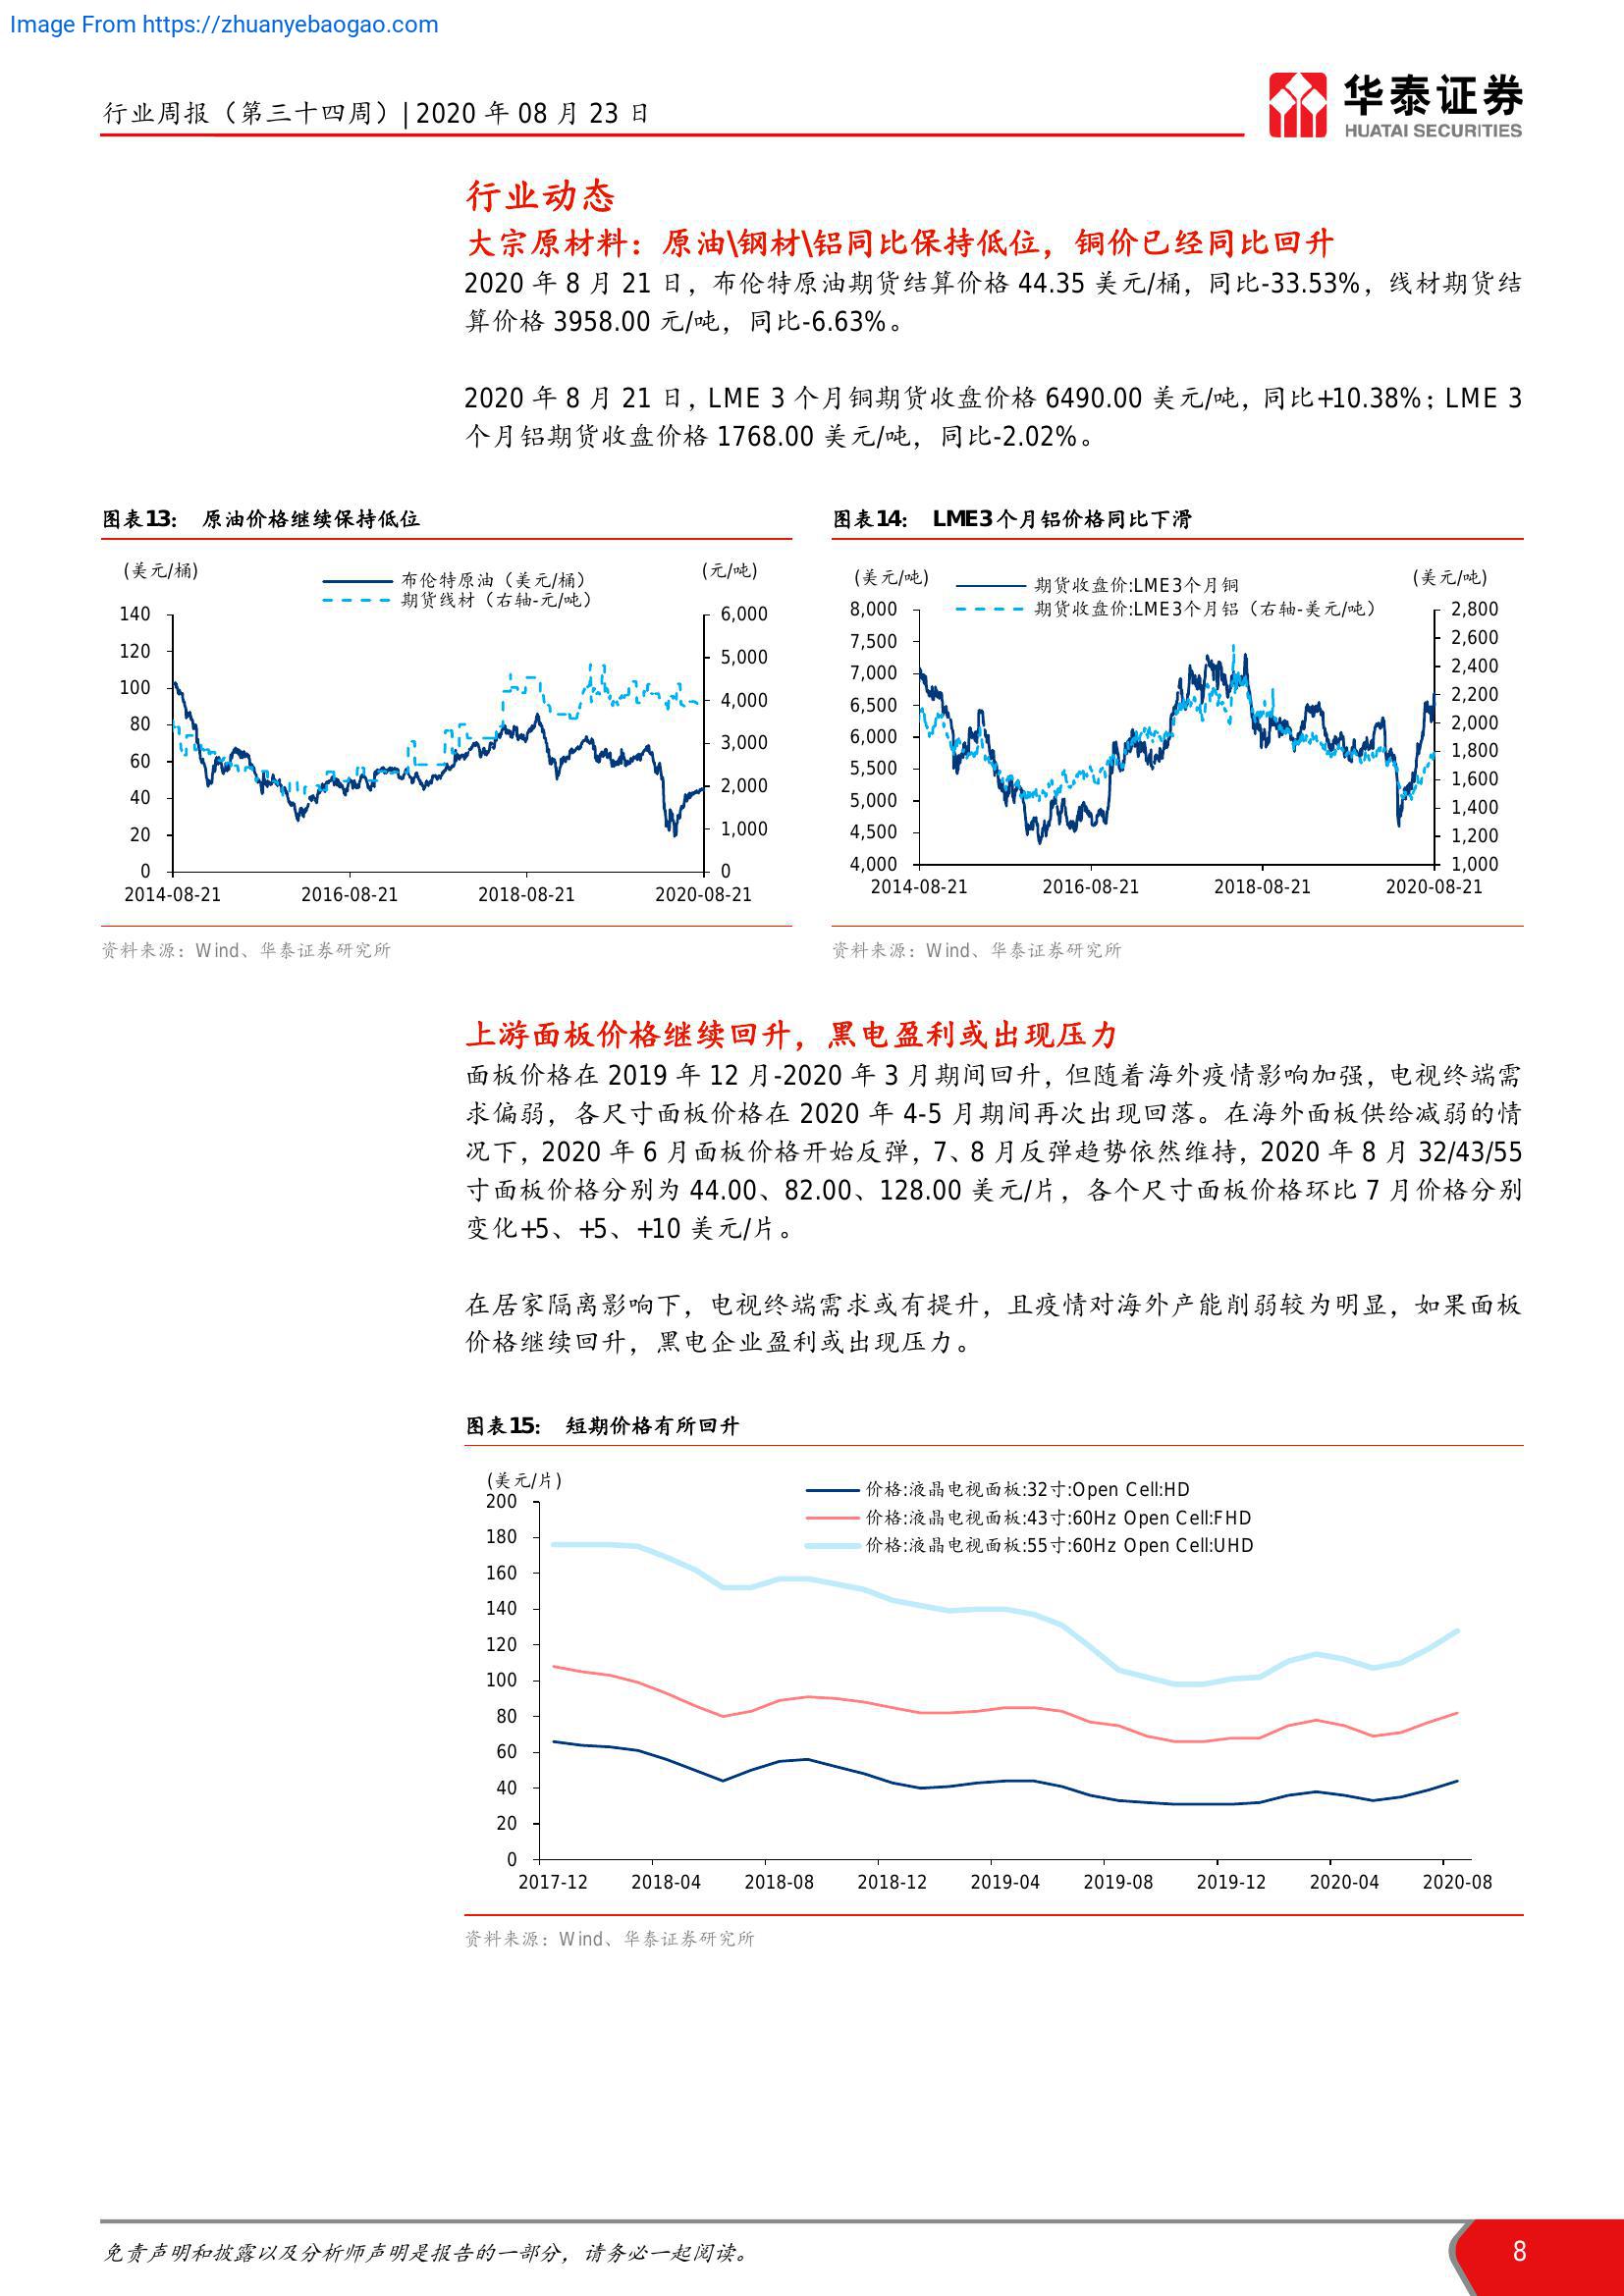 Image From https://zhuanyebaogao.com
行业周报（第三十四周）| 2020 年 08 月 23 日
华泰证券
HUATAI SECURITIES
行业动态
大宗原材料：原油\钢材\铝同比保持低位，铜价已经同比回升
2020 年 8 月 21 日，布伦特原油期货结算价格 44.35 美元/桶，同比-33.53%，线材期货结
算价格 3958.00 元/吨，同比-6.63%。
2020 年 8 月 21 日，LME 3 个月铜期货收盘价格 6490.00 美元/吨，同比+10.38%；LME 3
个月铝期货收盘价格 1768.00 美元/吨，同比-2.02%。
图表13： 原油价格继续保持低位
(美元/桶)
(元/吨)
布伦特原油（美元/桶）
期货线材（右轴-元/吨）
140
120
100
80
60
40
20
0
6,000
5,000
4,000
3,000
2,000
1,000
0
2014-08-21 2016-08-21 2018-08-21 2020-08-21
资料来源：Wind、华泰证券研究所
图表14： LME3个月铝价格同比下滑
(美元/吨)
(美元/吨)
期货收盘价:LME3个月铜
期货收盘价:LME3个月铝（右轴-美元/吨）
8,000
7,500
7,000
6,500
6,000
5,500
5,000
4,500
4,000
2,800
2,600
2,400
2,200
2,000
1,800
1,600
1,400
1,200
1,000
2014-08-21 2016-08-21 2018-08-21 2020-08-21
资料来源：Wind、华泰证券研究所
上游面板价格继续回升，黑电盈利或出现压力
面板价格在 2019 年 12 月-2020 年 3 月期间回升，但随着海外疫情影响加强，电视终端需
求偏弱，各尺寸面板价格在 2020 年 4-5 月期间再次出现回落。在海外面板供给减弱的情
况下，2020 年 6 月面板价格开始反弹，7、8 月反弹趋势依然维持，2020 年 8 月 32/43/55
寸面板价格分别为 44.00、82.00、128.00 美元/片，各个尺寸面板价格环比 7 月价格分别
变化+5、+5、+10 美元/片。
在居家隔离影响下，电视终端需求或有提升，且疫情对海外产能削弱较为明显，如果面板
价格继续回升，黑电企业盈利或出现压力。
图表15： 短期价格有所回升
(美元/片)
价格:液晶电视面板:32寸:Open Cell:HD
价格:液晶电视面板:43寸:60Hz Open Cell:FHD
价格:液晶电视面板:55寸:60Hz Open Cell:UHD
200
180
160
140
120
100
80
60
40
20
0
2017-12 2018-04 2018-08 2018-12 2019-04 2019-08 2019-12 2020-04 2020-08
资料来源：Wind、华泰证券研究所
免责声明和披露以及分析师声明是报告的一部分，请务必一起阅读。
8